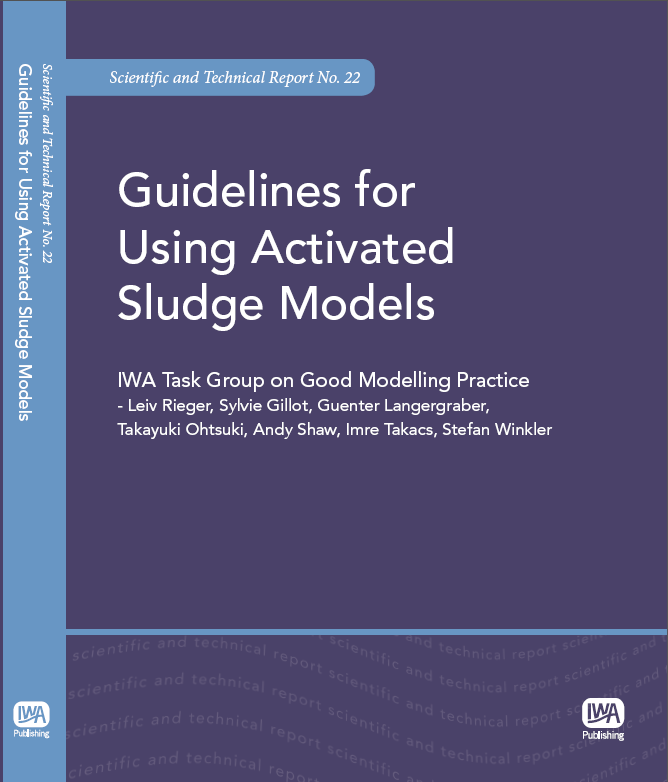 Scientific and Technical Report No. 22
Guidelines for Using Activated Sludge Models
IWA
Publishing
Scientific and Technical Report No. 22
Guidelines for
Using Activated
Sludge Models
IWA Task Group on Good Modelling Practice
- Leiv Rieger, Sylvie Gillot, Guenter Langergraber,
Takayuki Ohtsuki, Andy Shaw, Imre Takacs, Stefan Winkler
scientific and technical report scientific and technical report scientific and
scientific and technical report scientific and technical report scientific and
scientific and technical report scientific and technical report scientific and
scientific and technical report scientific and technical report scientific and
IWA
Publishing